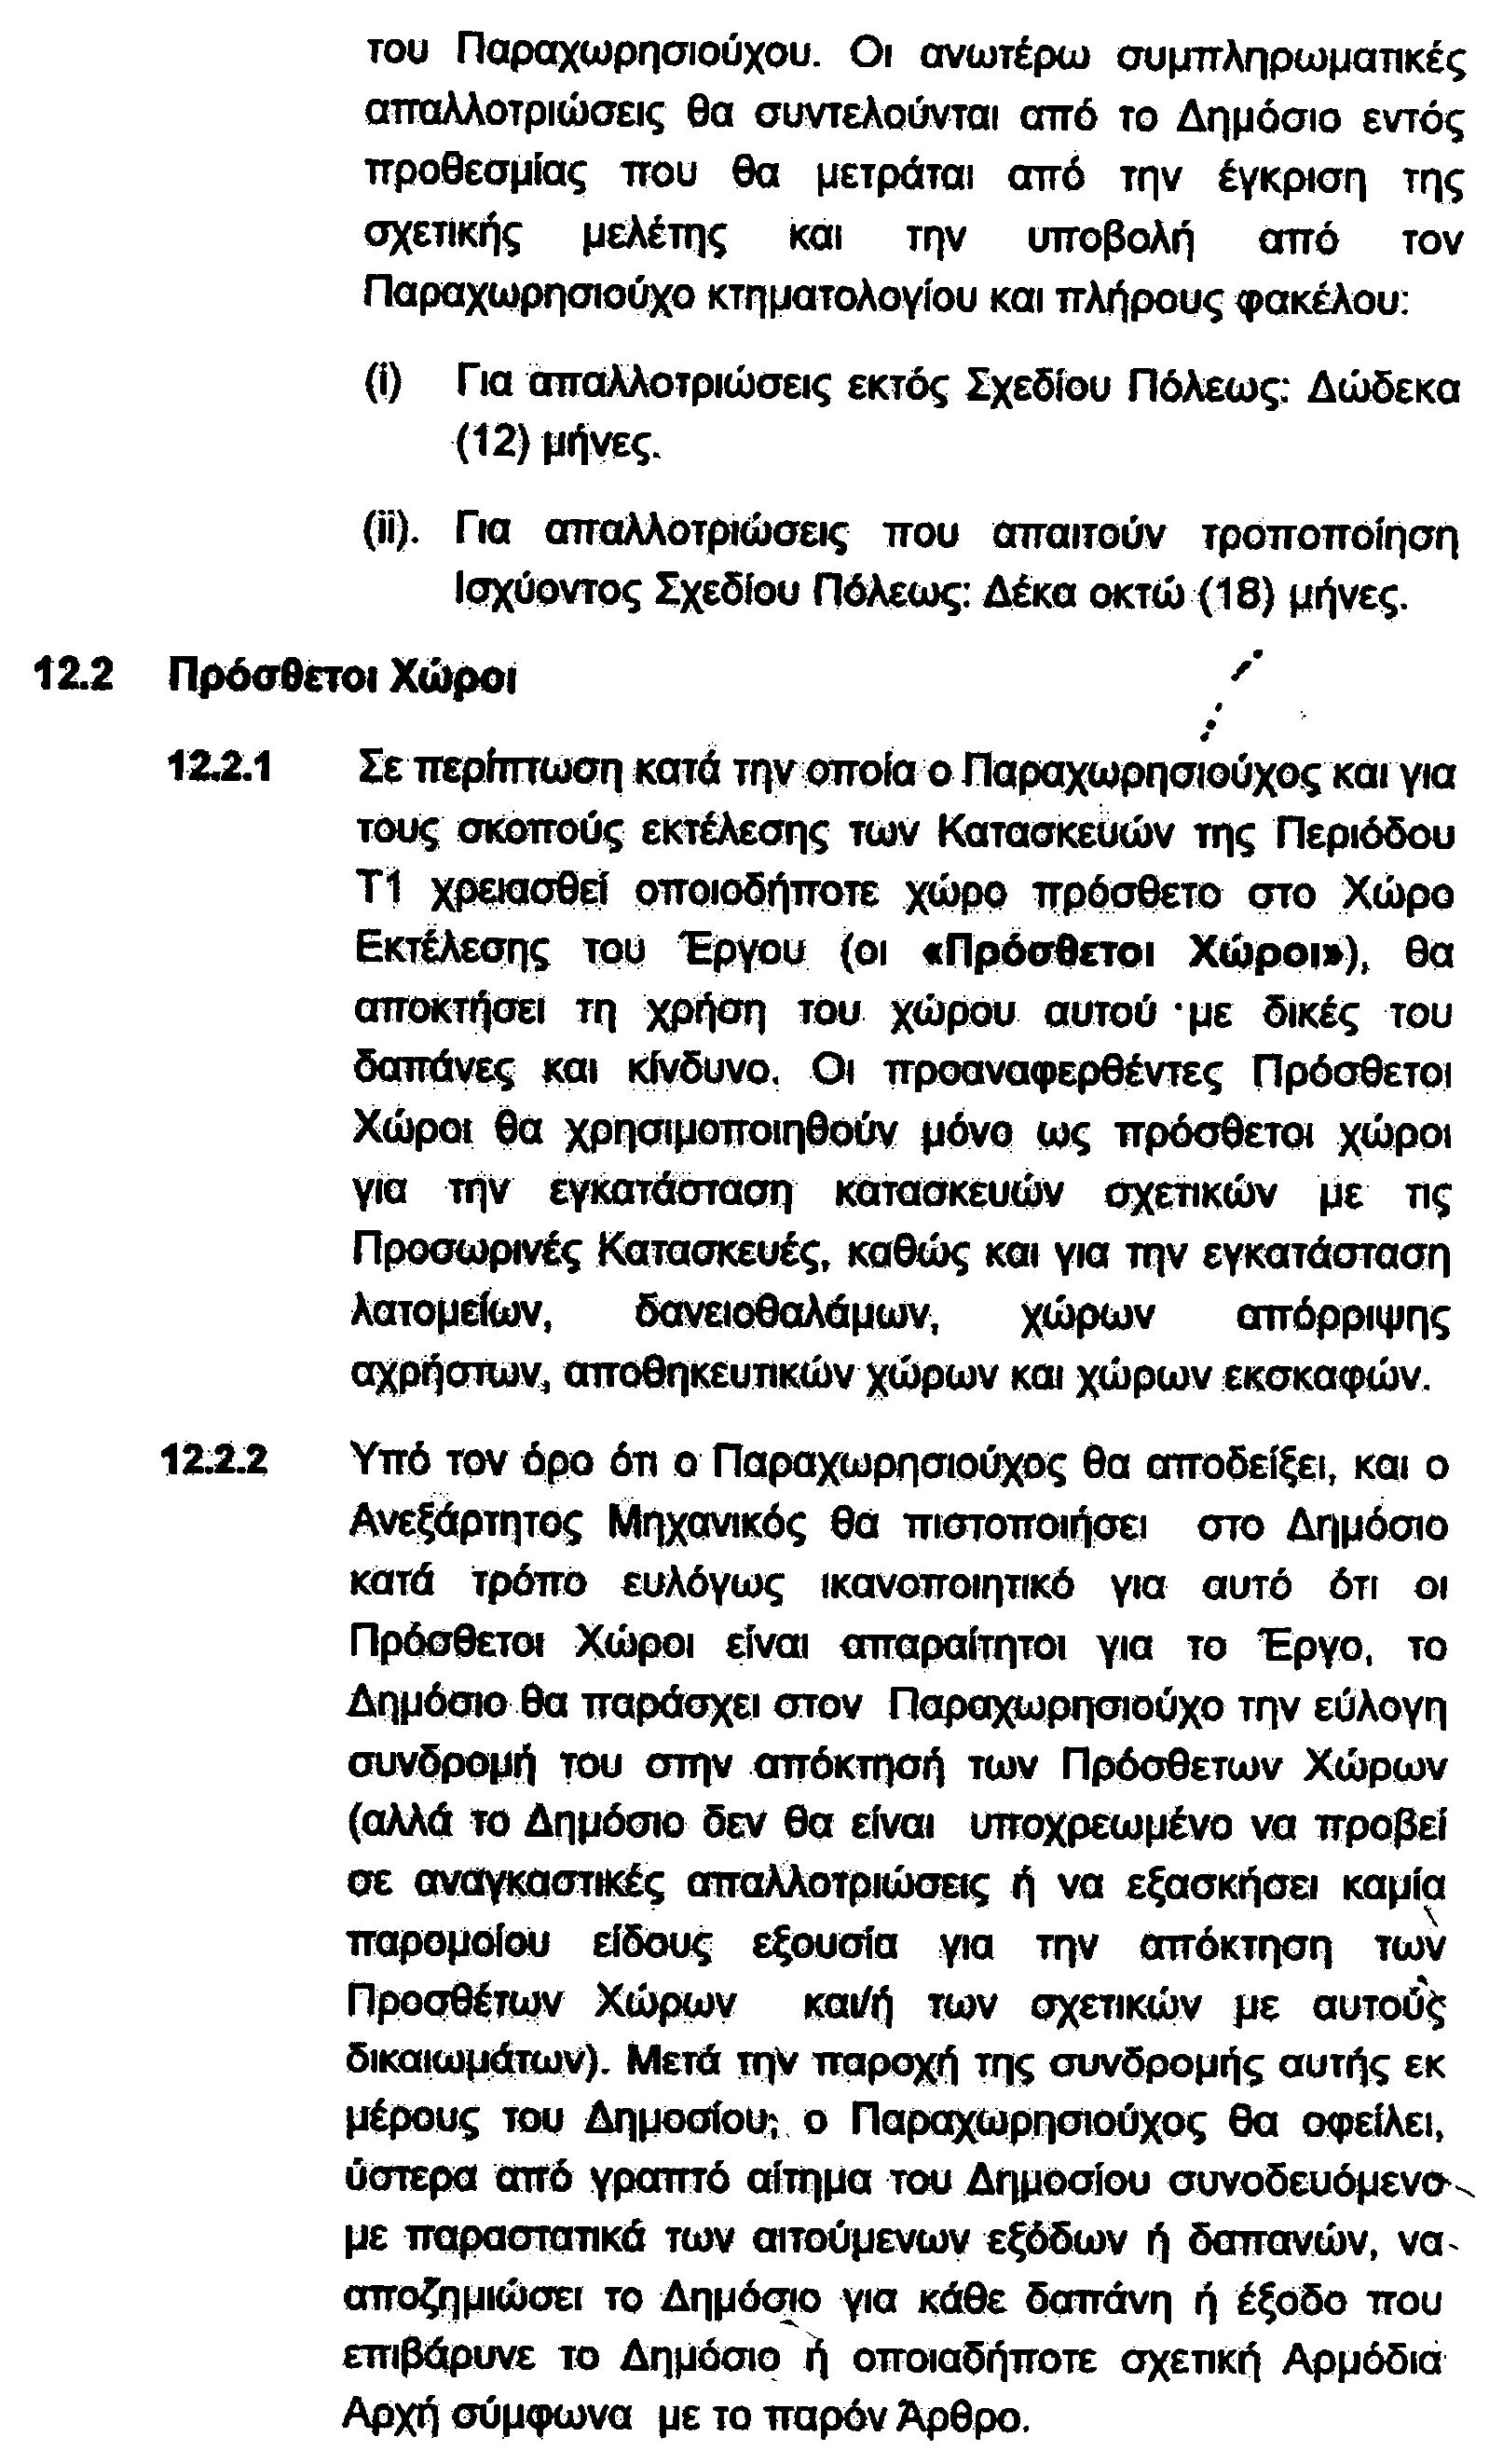 του Παραχωρησιούχου. Οι ανωτέρω συμπληρωματικές
απαλλοτριώσεις θα συντελούνται από το Δημόσιο εντός
προθεσμίας που θα μετράται από την έγκριση της
σχετικής μελέτης και την υποβολή από τον
Παραχωρησιούχο κτηματολογίου και πλήρους φακέλου:
(i) Για απαλλοτριώσεις εκτός Σχεδίου Πόλεως: Δώδεκα
(12) μήνες.
(ii). Για απαλλοτριώσεις που απαιτούν τροποποίηση
Ισχύοντος Σχεδίου Πόλεως: Δέκα οκτώ (18) μήνες.
12.2 Πρόσθετοι Χώροι
12.2.1 Σε περίπτωση κατά την οποία ο Παραχωρησιούχος και για
τους σκοπούς εκτέλεσης των Κατασκευών της Περιόδου
Τ1 χρειασθεί οποιοδήποτε χώρο πρόσθετο στο Χώρο
Εκτέλεσης του Έργου (οι «Πρόσθετοι Χώροι»), θα
αποκτήσει τη χρήση του χώρου αυτού με δικές του
δαπάνες και κίνδυνο. Οι προαναφερθέντες Πρόσθετοι
Χώροι θα χρησιμοποιηθούν μόνο ως πρόσθετοι χώροι
για την εγκατάσταση κατασκευών σχετικών με τις
Προσωρινές Κατασκευές, καθώς και για την εγκατάσταση
λατομείων, δανειοθαλάμων, χώρων απόρριψης
αχρήστων, αποθηκευτικών χώρων και χώρων εκσκαφών.
12.2.2 Υπό τον όρο ότι ο Παραχωρησιούχος θα αποδείξει, και ο
Ανεξάρτητος Μηχανικός θα πιστοποιήσει στο Δημόσιο
κατά τρόπο ευλόγως ικανοποιητικό για αυτό ότι οι
Πρόσθετοι Χώροι είναι απαραίτητοι για το Έργο, το
Δημόσιο θα παράσχει στον Παραχωρησιούχο την εύλογη
συνδρομή του στην απόκτησή των Πρόσθετων Χώρων
(αλλά το Δημόσιο δεν θα είναι υποχρεωμένο να προβεί
σε αναγκαστικές απαλλοτριώσεις ή να εξασκήσει καμία
παρομοίου είδους εξουσία για την απόκτηση των
Προσθέτων Χώρων και/ή των σχετικών με αυτούς
δικαιωμάτων). Μετά την παροχή της συνδρομής αυτής εκ
μέρους του Δημοσίου, ο Παραχωρησιούχος θα οφείλει,
ύστερα από γραπτό αίτημα του Δημοσίου συνοδευόμενο
με παραστατικά των αιτούμενων εξόδων ή δαπανών, να
αποζημιώσει το Δημόσιο για κάθε δαπάνη ή έξοδο που
επιβάρυνε το Δημόσιο ή οποιαδήποτε σχετική Αρμόδια
Αρχή σύμφωνα με το παρόν Άρθρο.